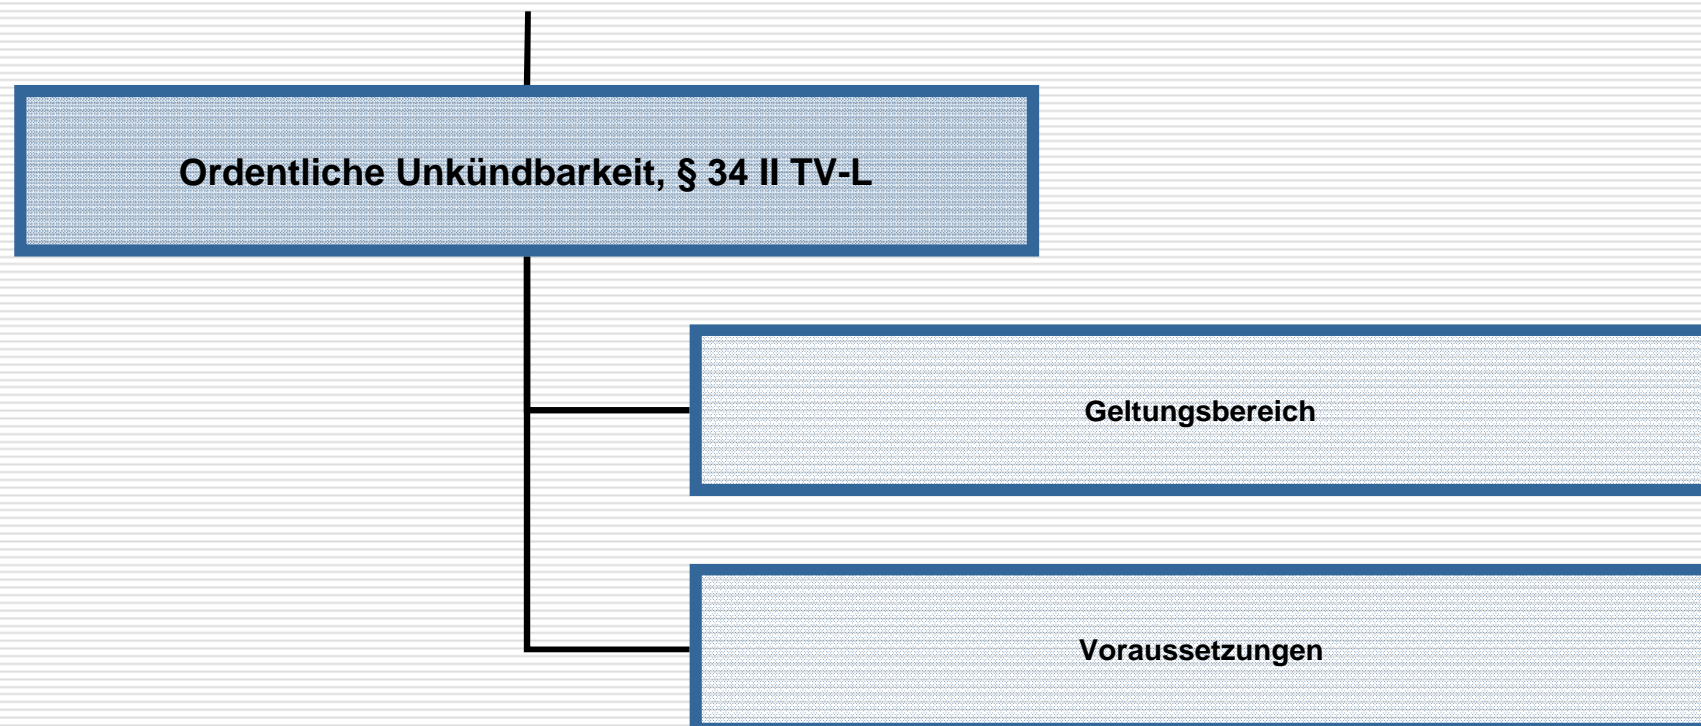 Ordentliche Unkündbarkeit, § 34 II TV-L
Geltungsbereich
Voraussetzungen